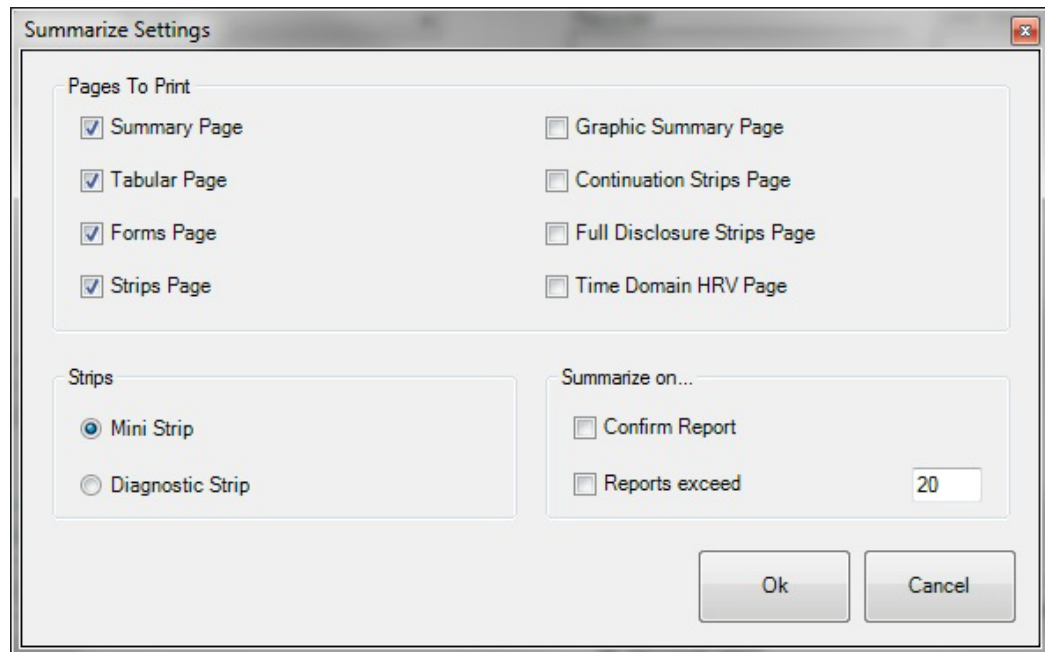 Summarize Settings
Pages To Print
Summary Page
Graphic Summary Page
Tabular Page
Continuation Strips Page
Forms Page
Full Disclosure Strips Page
Strips Page
Time Domain HRV Page
Strips
Mini Strip
Diagnostic Strip
Summarize on...
Confirm Report
Reports exceed 20
Ok
Cancel